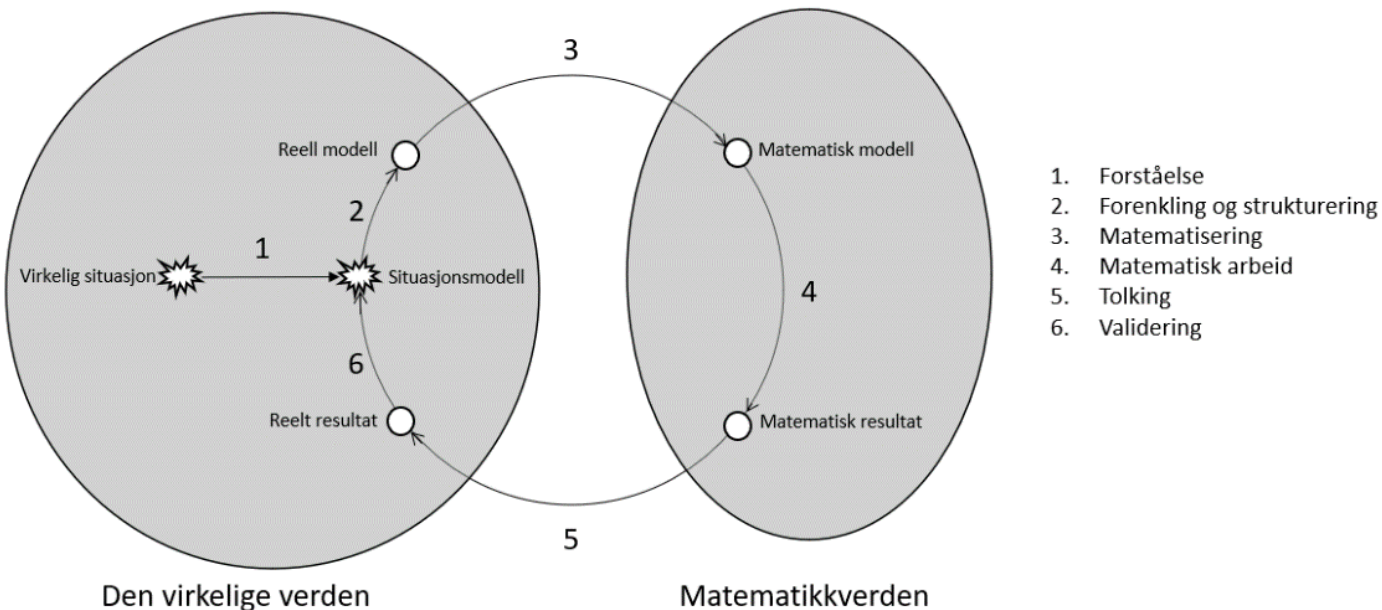 3
Reell modell
Matematisk modell
2
1
Virkelig situasjon
Situasjonsmodell
4
6
Reelt resultat
Matematisk resultat
5
Den virkelige verden
Matematikkverden
1. Forståelse
2. Forenkling og strukturering
3. Matematisering
4. Matematisk arbeid
5. Tolking
6. Validering